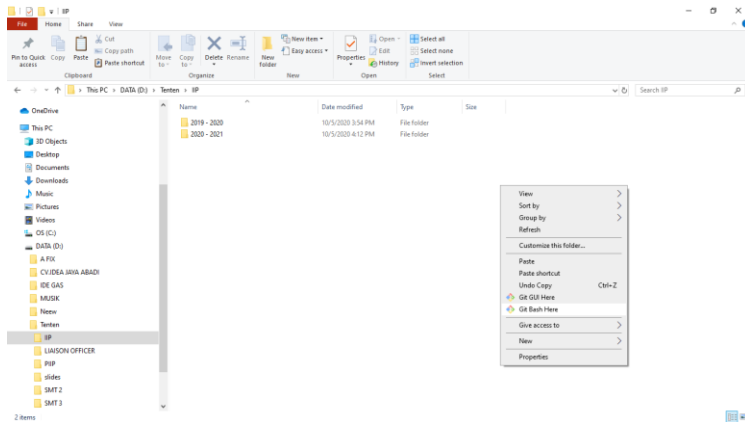 IIP
File Home Share View
Pin to Quick access
Copy
Paste
Cut
Copy path
Paste shortcut
Clipboard
Move to
Copy to
Delete
Rename
Organize
New folder
New item
Easy access
New
Properties
Open
Edit
History
Open
Select all
Select none
Invert selection
Select
This PC > DATA (D:) > Tenten > IIP
Search IIP
Name Date modified Type Size
2019 - 2020 10/5/2020 3:54 PM File folder
2020 - 2021 10/5/2020 4:12 PM File folder
OneDrive
This PC
3D Objects
Desktop
Documents
Downloads
Music
Pictures
Videos
OS (C:)
DATA (D:)
A FIX
CV.IDEA JAYA ABADI
IDE GAS
MUSIK
Neew
Tenten
IIP
LIAISON OFFICER
PIIP
slides
SMT 2
SMT 3
View
Sort by
Group by
Refresh
Customize this folder...
Paste
Paste shortcut
Undo Copy Ctrl+Z
Git GUI Here
Git Bash Here
Give access to
New
Properties
2 items